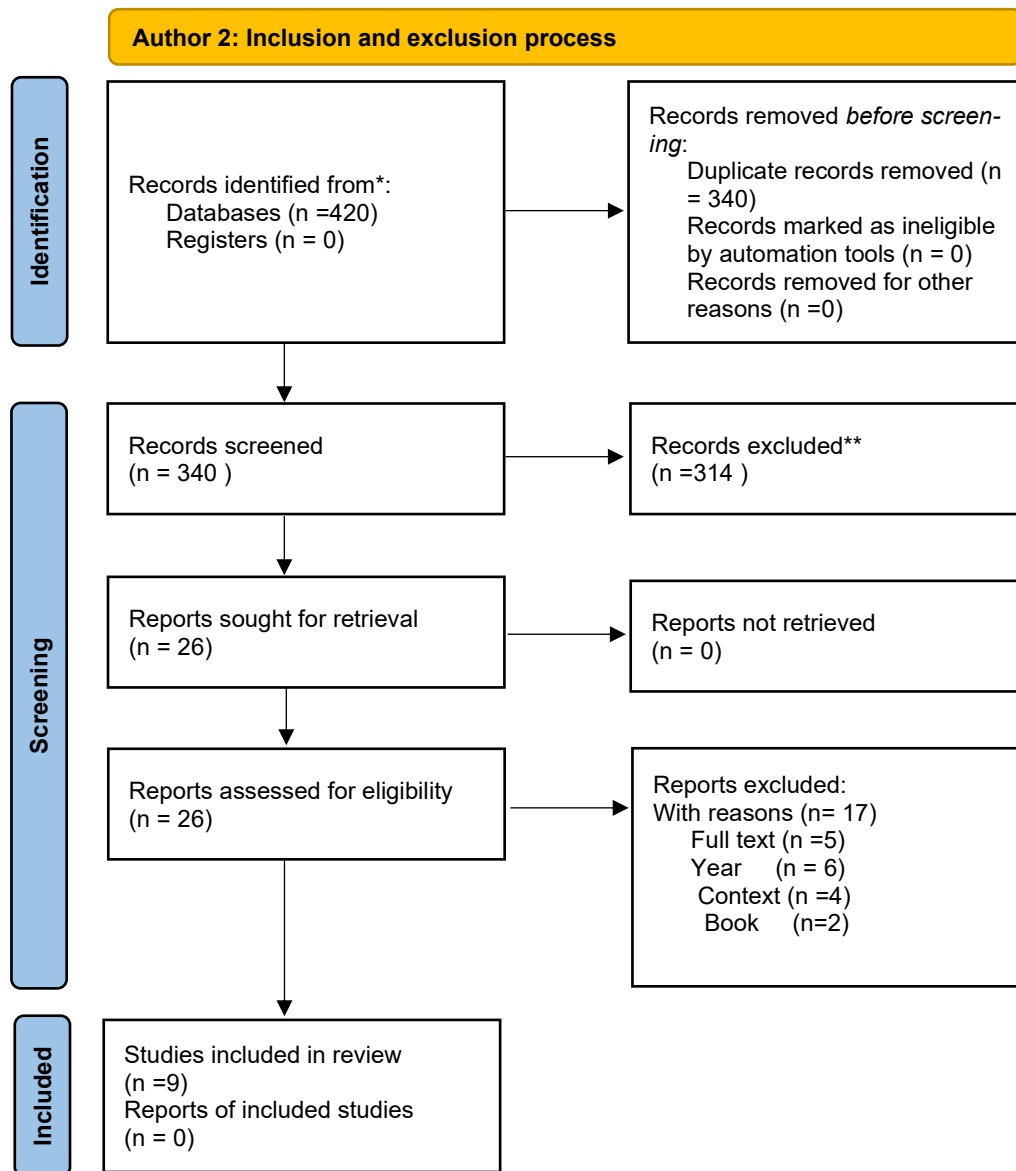 Author 2: Inclusion and exclusion process
Identification
Records identified from*:
Databases (n =420)
Registers (n = 0)
Records removed before screen-
ing:
Duplicate records removed (n
= 340)
Records marked as ineligible
by automation tools (n = 0)
Records removed for other
reasons (n =0)
Screening
Records screened
(n = 340 )
Records excluded**
(n =314 )
Reports sought for retrieval
(n = 26)
Reports not retrieved
(n = 0)
Reports assessed for eligibility
(n = 26)
Reports excluded:
With reasons (n= 17)
Full text (n =5)
Year (n = 6)
Context (n =4)
Book (n=2)
Included
Studies included in review
(n =9)
Reports of included studies
(n = 0)